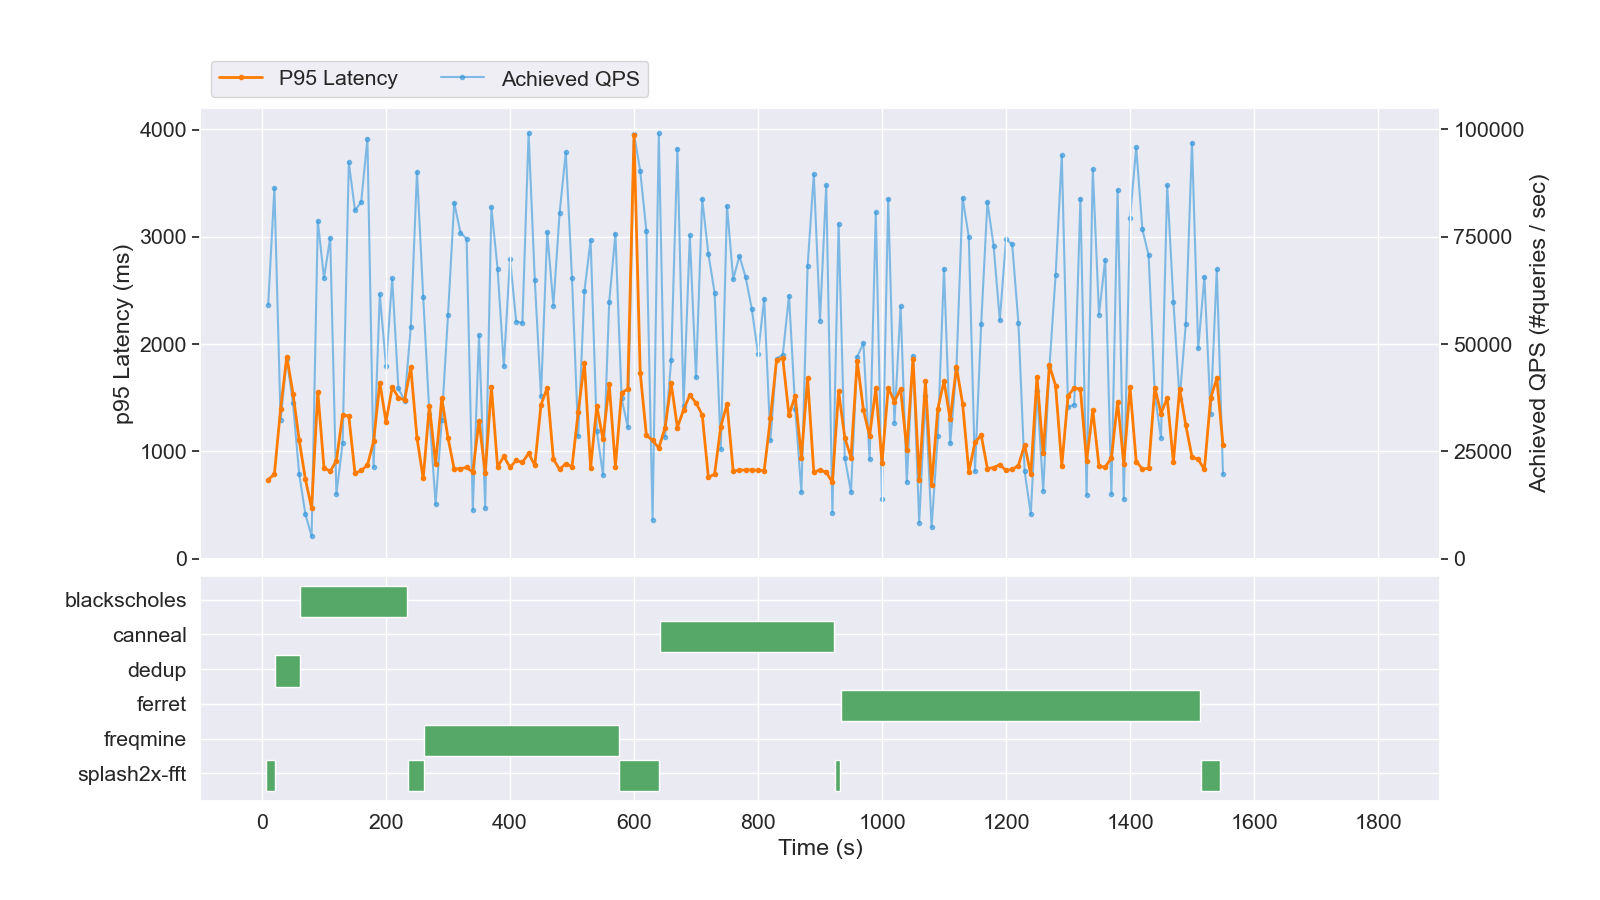 P95 Latency
Achieved QPS
4000
3000
2000
1000
0
p95 Latency (ms)
100000
75000
50000
25000
0
Achieved QPS (#queries / sec)
blackscholes
canneal
dedup
ferret
freqmine
splash2x-fft
0 200 400 600 800 1000 1200 1400 1600 1800
Time (s)